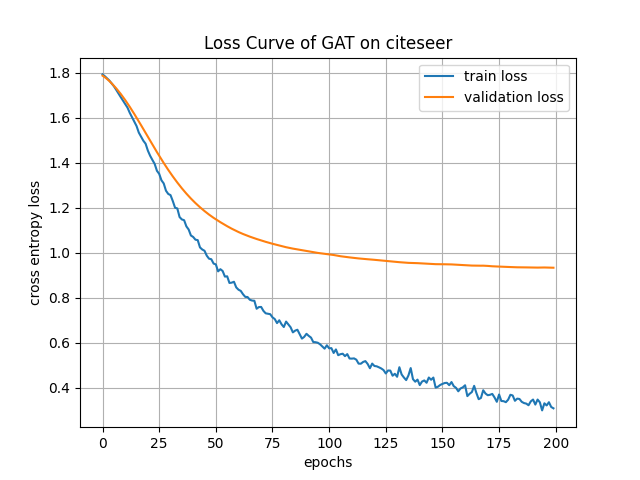 Loss Curve of GAT on citeseer
train loss
validation loss
cross entropy loss
1.8
1.6
1.4
1.2
1.0
0.8
0.6
0.4
0 25 50 75 100 125 150 175 200
epochs